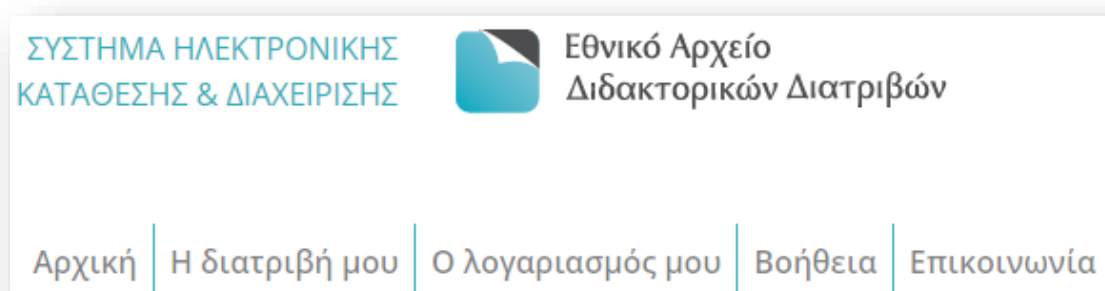 ΣΥΣΤΗΜΑ ΗΛΕΚΤΡΟΝΙΚΗΣ
ΚΑΤΑΘΕΣΗΣ & ΔΙΑΧΕΙΡΙΣΗΣ
Εθνικό Αρχείο
Διδακτορικών Διατριβών
Αρχική Η διατριβή μου Ο λογαριασμός μου Βοήθεια Επικοινωνία